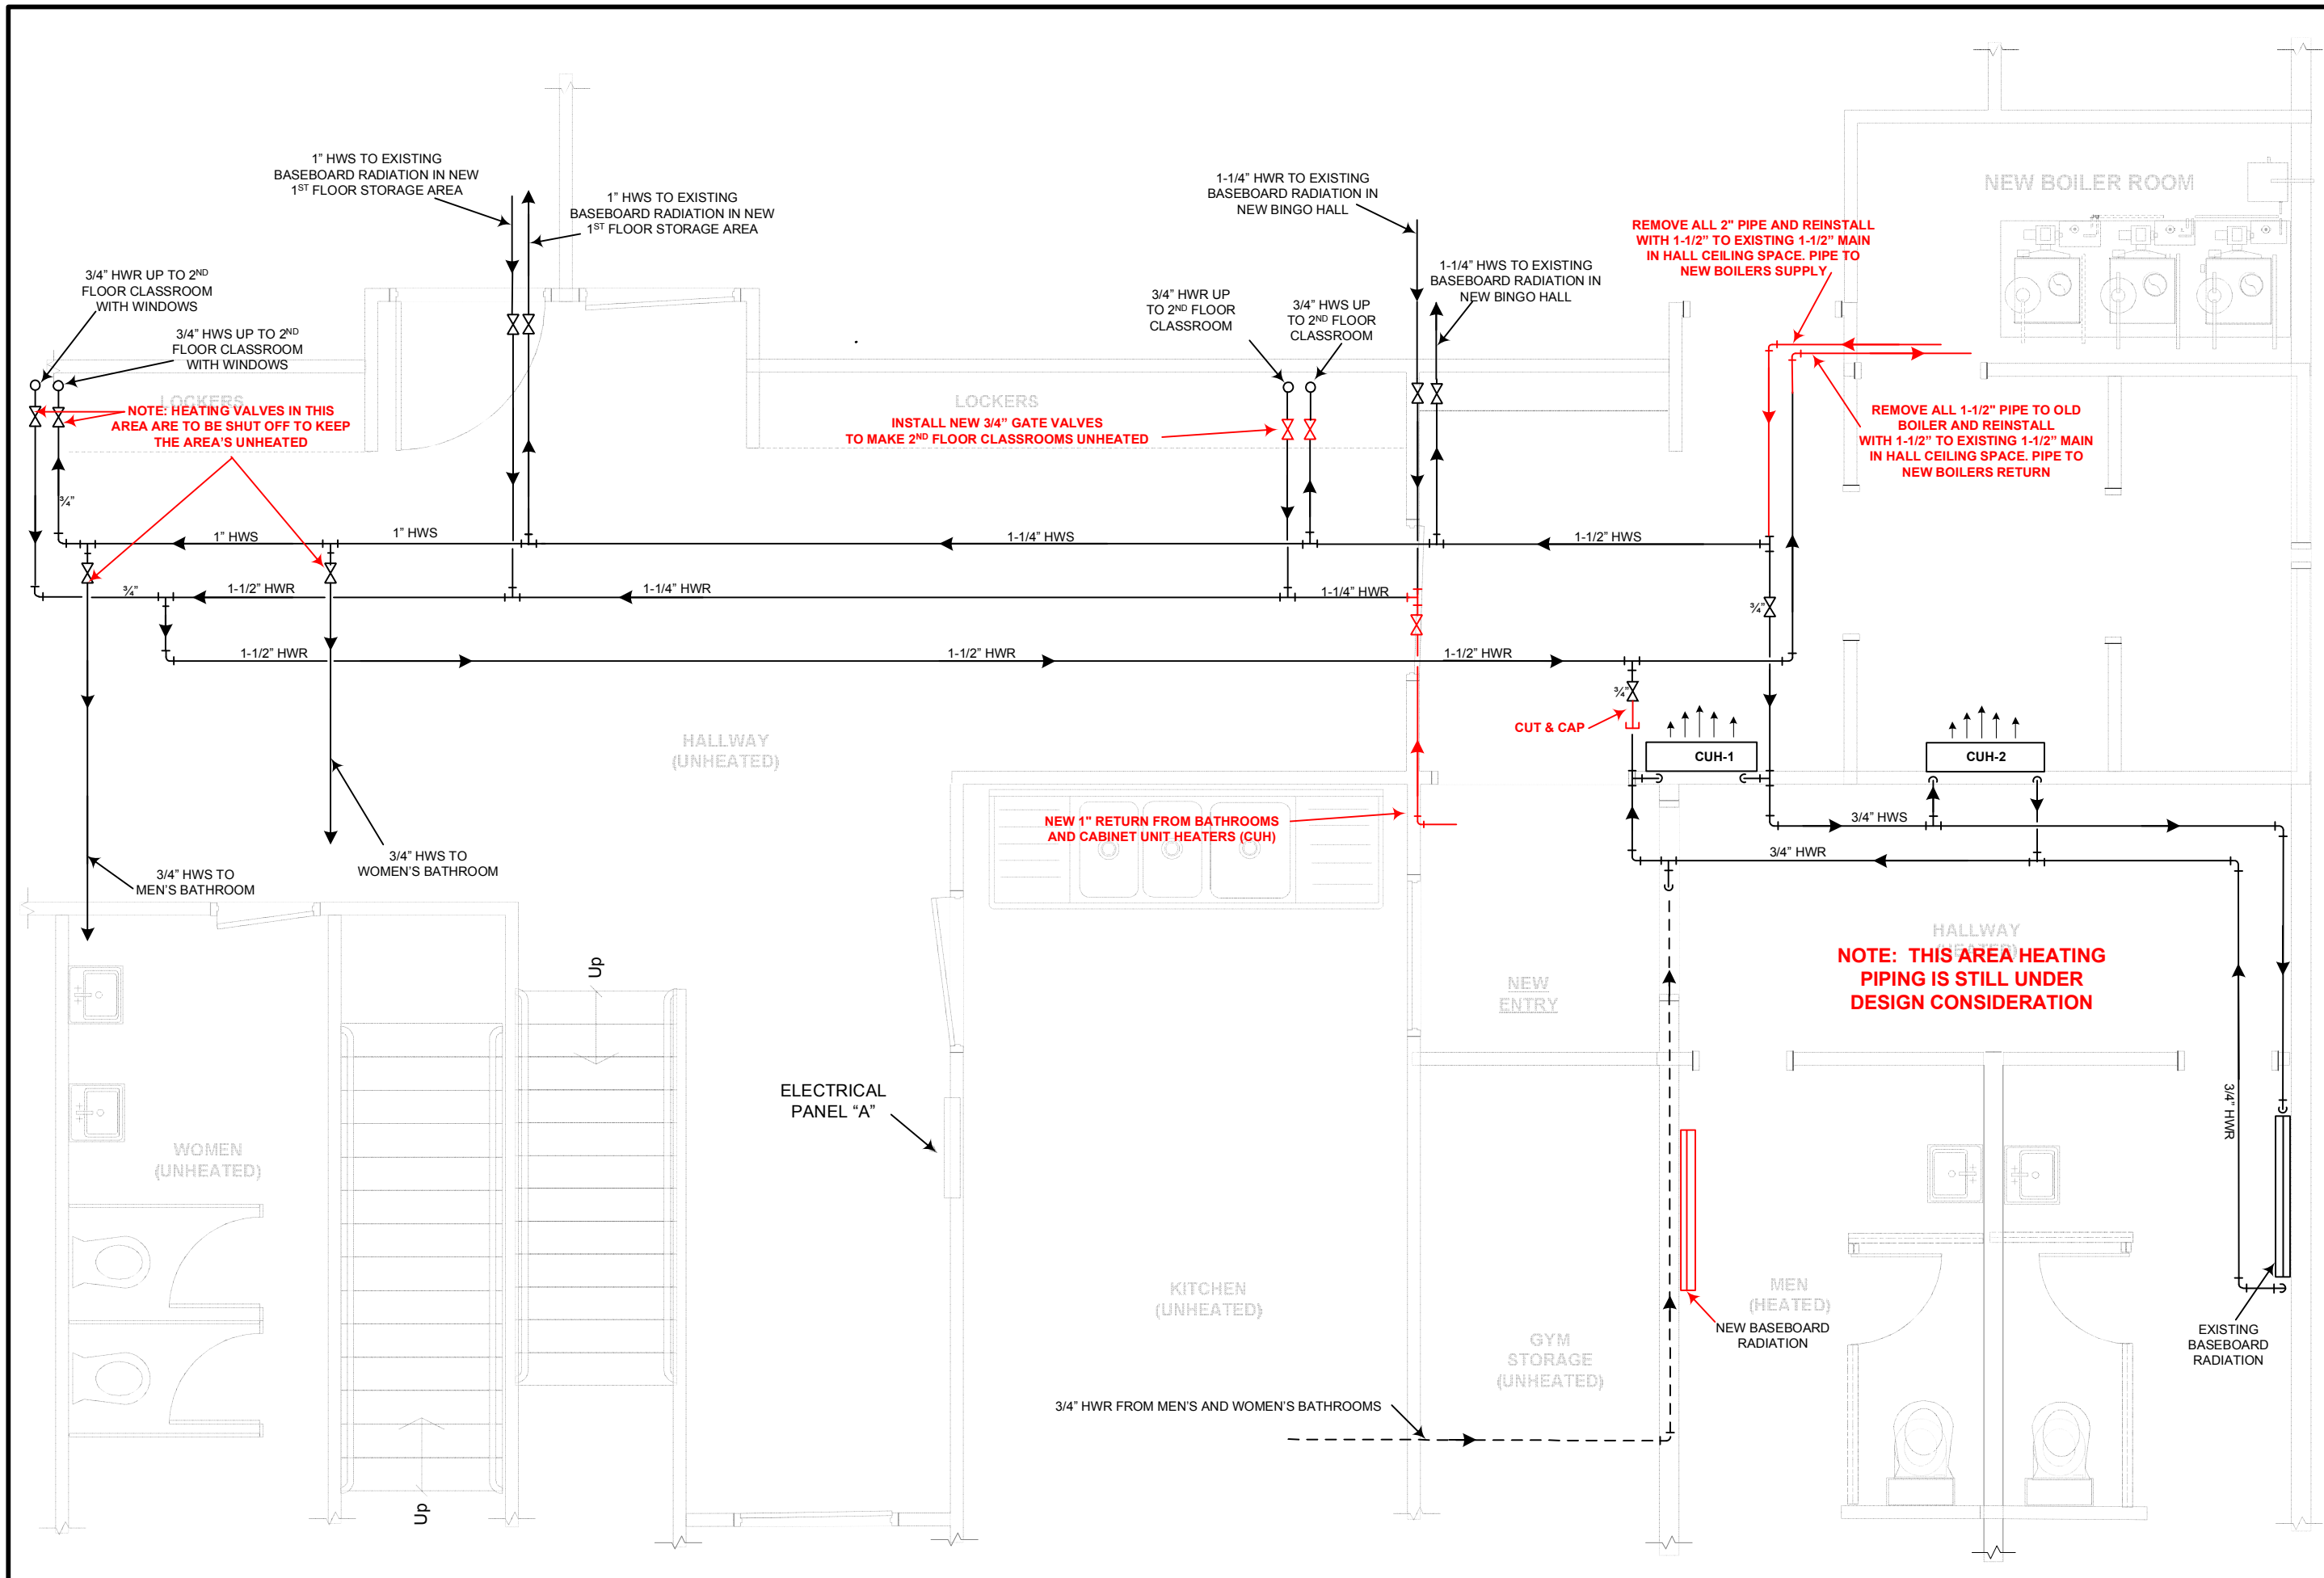 1” HWS TO EXISTING
BASEBOARD RADIATION IN NEW
1ST FLOOR STORAGE AREA
1” HWS TO EXISTING
BASEBOARD RADIATION IN NEW
1ST FLOOR STORAGE AREA
1-1/4” HWR TO EXISTING
BASEBOARD RADIATION IN
NEW BINGO HALL
NEW BOILER ROOM
REMOVE ALL 2" PIPE AND REINSTALL
WITH 1-1/2” TO EXISTING 1-1/2” MAIN
IN HALL CEILING SPACE. PIPE TO
NEW BOILERS SUPPLY
3/4” HWR UP TO 2ND
FLOOR CLASSROOM
WITH WINDOWS
3/4” HWS UP TO 2ND
FLOOR CLASSROOM
WITH WINDOWS
3/4” HWR UP
TO 2ND FLOOR
CLASSROOM
3/4” HWS UP
TO 2ND FLOOR
CLASSROOM
1-1/4” HWS TO EXISTING
BASEBOARD RADIATION IN
NEW BINGO HALL
LOCKERS
NOTE: HEATING VALVES IN THIS
AREA ARE TO BE SHUT OFF TO KEEP
THE AREA’S UNHEATED
LOCKERS
INSTALL NEW 3/4” GATE VALVES
TO MAKE 2ND FLOOR CLASSROOMS UNHEATED
REMOVE ALL 1-1/2" PIPE TO OLD
BOILER AND REINSTALL
WITH 1-1/2” TO EXISTING 1-1/2” MAIN
IN HALL CEILING SPACE. PIPE TO
NEW BOILERS RETURN
¾”
1” HWS
1” HWS
1-1/4” HWS
1-1/2” HWS
¾”
1-1/2” HWR
1-1/4” HWR
1-1/4” HWR
¾”
1-1/2” HWR
1-1/2” HWR
1-1/2” HWR
¾”
CUT & CAP
HALLWAY
(UNHEATED)
CUH-1
CUH-2
NEW 1" RETURN FROM BATHROOMS
AND CABINET UNIT HEATERS (CUH)
3/4” HWS
3/4” HWR
3/4” HWS TO
WOMEN’S BATHROOM
3/4” HWS TO
MEN’S BATHROOM
HALLWAY
(HEATED)
NOTE:  THIS AREA HEATING
PIPING IS STILL UNDER
DESIGN CONSIDERATION
Up
NEW
ENTRY
ELECTRICAL
PANEL “A”
3/4” HWR
WOMEN
(UNHEATED)
KITCHEN
(UNHEATED)
MEN
(HEATED)
NEW BASEBOARD
RADIATION
EXISTING
BASEBOARD
RADIATION
GYM
STORAGE
(UNHEATED)
3/4” HWR FROM MEN’S AND WOMEN’S BATHROOMS
Up